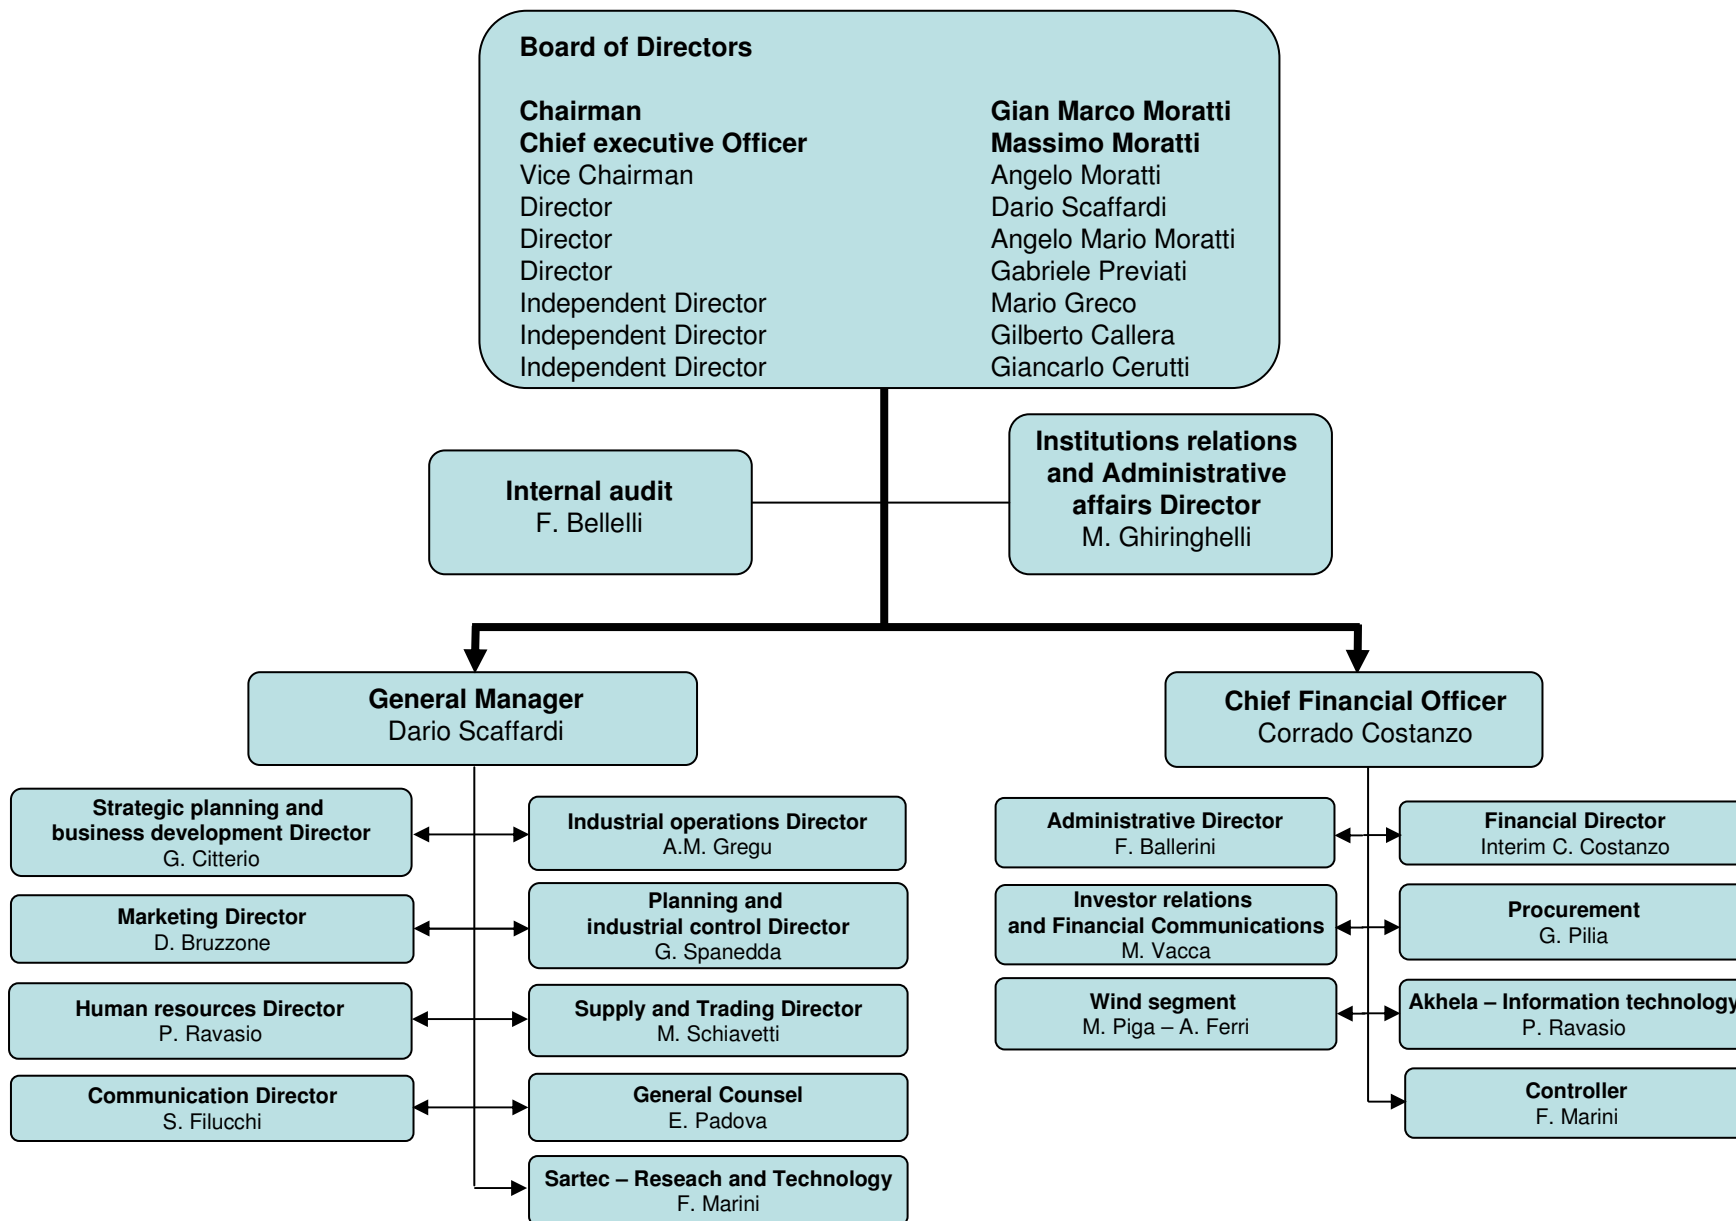 Board of Directors
Chairman Gian Marco Moratti
Chief executive Officer Massimo Moratti
Vice Chairman Angelo Moratti
Director Dario Scaffardi
Director Angelo Mario Moratti
Director Gabriele Previati
Independent Director Mario Greco
Independent Director Gilberto Callera
Independent Director Giancarlo Cerutti
Internal audit
F. Bellelli
Institutions relations
and Administrative
affairs Director
M. Ghiringhelli
General Manager
Dario Scaffardi
Chief Financial Officer
Corrado Costanzo
Strategic planning and
business development Director
G. Citterio
Industrial operations Director
A.M. Gregu
Marketing Director
D. Bruzzone
Planning and
industrial control Director
G. Spanedda
Human resources Director
P. Ravasio
Supply and Trading Director
M. Schiavetti
Communication Director
S. Filucchi
General Counsel
E. Padova
Sartec – Reseach and Technology
F. Marini
Administrative Director
F. Ballerini
Financial Director
Interim C. Costanzo
Investor relations
and Financial Communications
M. Vacca
Procurement
G. Pilia
Wind segment
M. Piga – A. Ferri
Akhela – Information technology
P. Ravasio
Controller
F. Marini